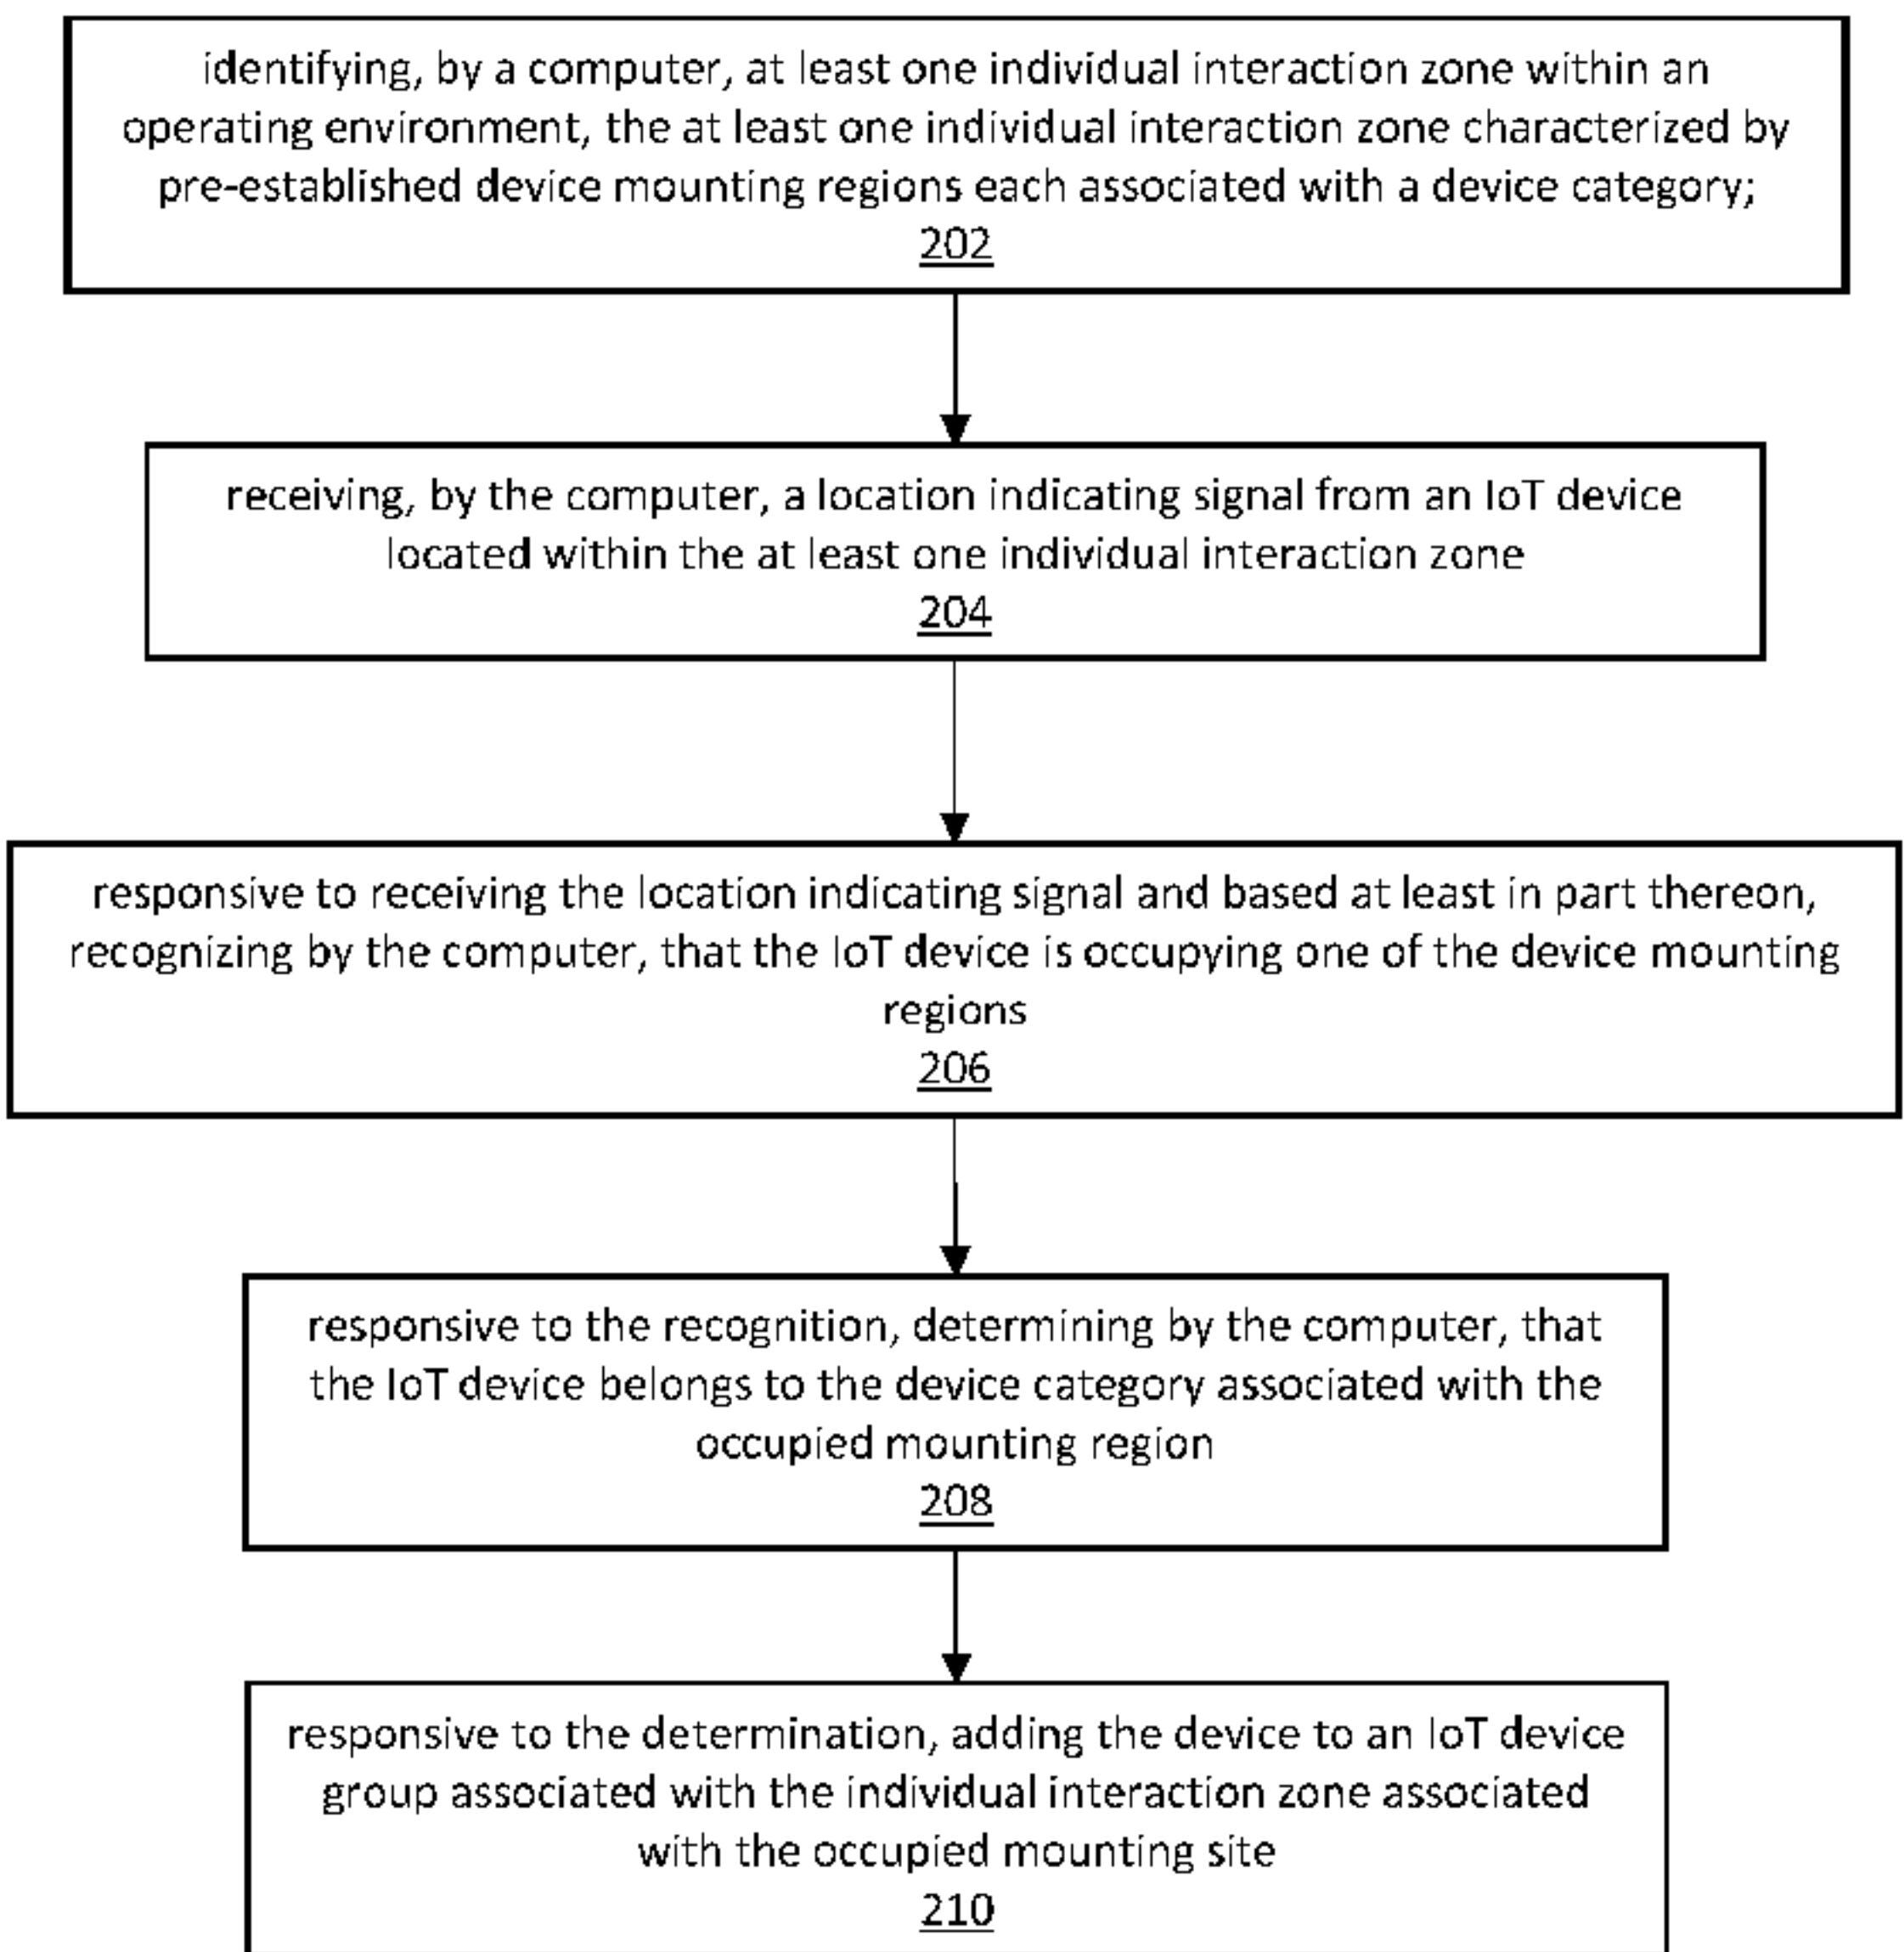 identifying, by a computer, at least one individual interaction zone within an
operating environment, the at least one individual interaction zone characterized by
pre-established device mounting regions each associated with a device category;
202
receiving, by the computer, a location indicating signal from an IoT device
located within the at least one individual interaction zone
204
responsive to receiving the location indicating signal and based at least in part thereon,
recognizing by the computer, that the IoT device is occupying one of the device mounting
regions
206
responsive to the recognition, determining by the computer, that
the IoT device belongs to the device category associated with the
occupied mounting region
208
responsive to the determination, adding the device to an IoT device
group associated with the individual interaction zone associated
with the occupied mounting site
210